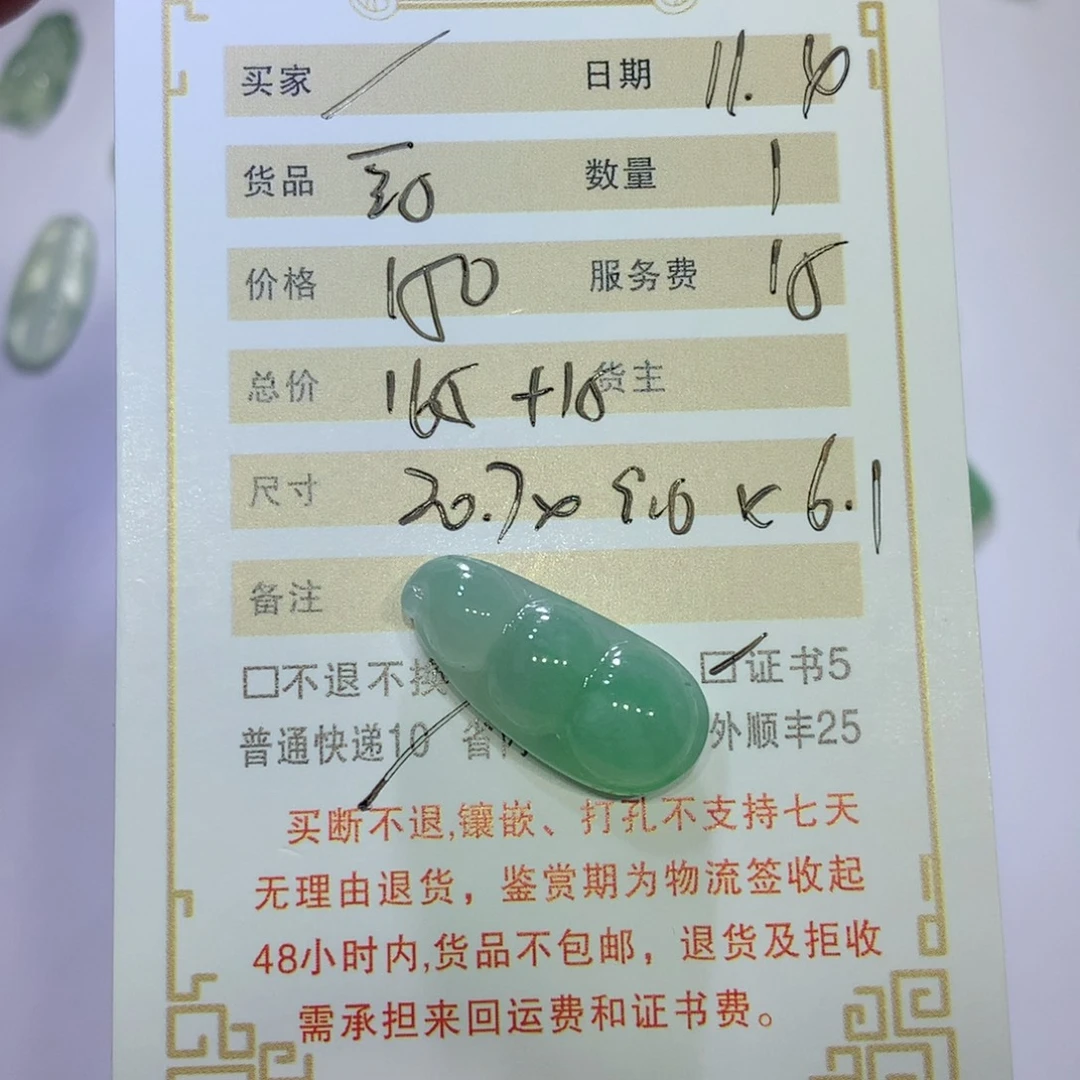 买家 / 日期 11.
货品 数量 1
价格 150 服务费 15
总价 165 +15 货主
尺寸 20.7 x x 6.1
备注
□不退不换 ☑证书5
普通快递10 省 外顺丰25
买断不退,镶嵌、打孔不支持七天
无理由退货，鉴赏期为物流签收起
48小时内,货品不包邮，退货及拒收
需承担来回运费和证书费。